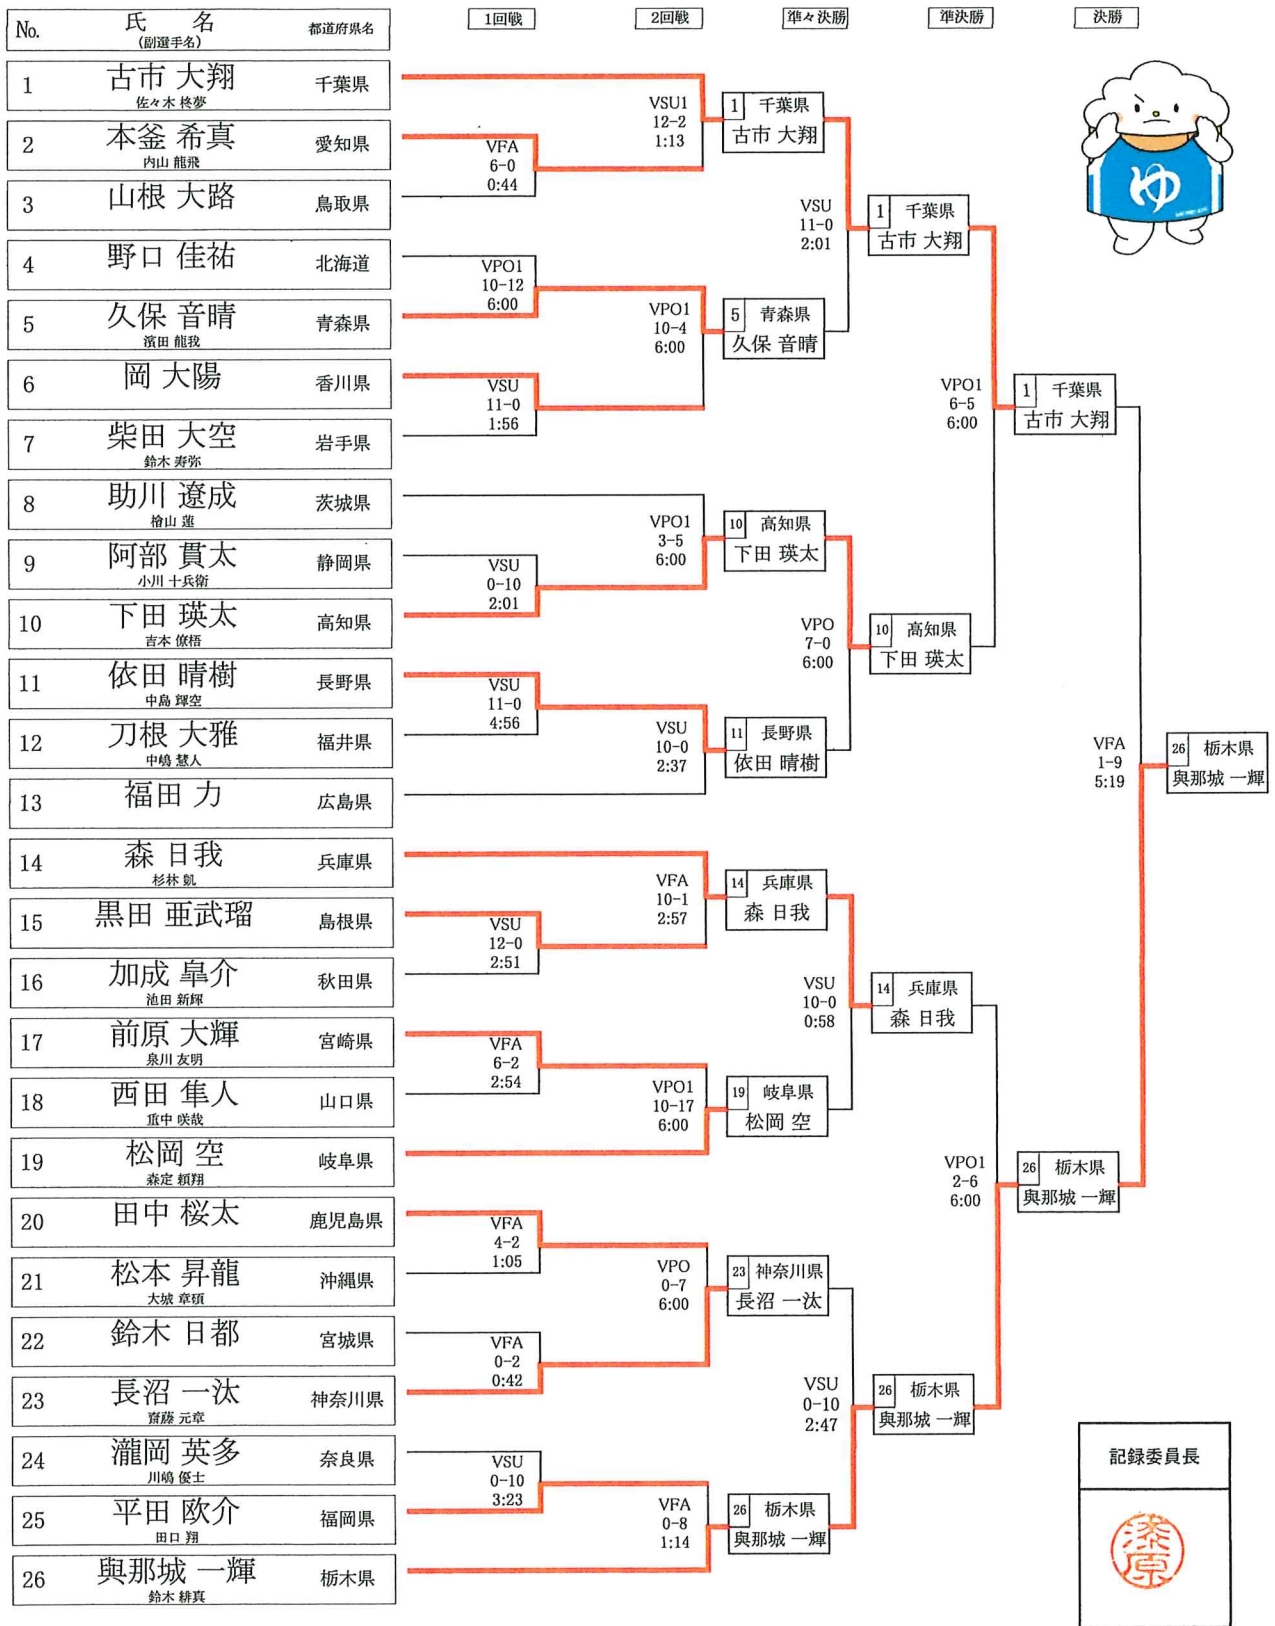 No. 氏 名 都道府県名 1回戦 2回戦 準々決勝 準決勝 決勝
(副選手名)
1 古市 大翔 千葉県
佐々木 柊夢
2 本釜 希真 愛知県
内山 龍飛
3 山根 大路 鳥取県
4 野口 佳祐 北海道
5 久保 音晴 青森県
濱田 龍我
6 岡 大陽 香川県
7 柴田 大空 岩手県
鈴木 寿弥
8 助川 遼成 茨城県
檜山 蓮
9 阿部 貫太 静岡県
小川 十兵衛
10 下田 瑛太 高知県
吉本 僚悟
11 依田 晴樹 長野県
中島 輝空
12 刀根 大雅 福井県
中嶋 慧人
13 福田 力 広島県
14 森 日我 兵庫県
杉林 凱
15 黒田 亜武瑠 島根県
16 加成 皐介 秋田県
池田 新輝
17 前原 大輝 宮崎県
泉川 友明
18 西田 隼人 山口県
重中 咲哉
19 松岡 空 岐阜県
森定 頼翔
20 田中 桜太 鹿児島県
21 松本 昇龍 沖縄県
大城 章碩
22 鈴木 日都 宮城県
23 長沼 一汰 神奈川県
齋藤 元章
24 瀧岡 英多 奈良県
川嶋 優士
25 平田 欧介 福岡県
田口 翔
26 與那城 一輝 栃木県
鈴木 緋真
VFA
6-0
0:44
VPO1
10-12
6:00
VSU
11-0
1:56
VSU
0-10
2:01
VSU
11-0
4:56
VSU
12-0
2:51
VFA
6-2
2:54
VFA
4-2
1:05
VFA
0-2
0:42
VSU
0-10
3:23
VSU1
12-2
1:13
VPO1
10-4
6:00
VPO1
3-5
6:00
VSU
10-0
2:37
VFA
10-1
2:57
VPO1
10-17
6:00
VPO
0-7
6:00
VFA
0-8
1:14
1 千葉県
古市 大翔
5 青森県
久保 音晴
10 高知県
下田 瑛太
11 長野県
依田 晴樹
14 兵庫県
森 日我
19 岐阜県
松岡 空
23 神奈川県
長沼 一汰
26 栃木県
與那城 一輝
VSU
11-0
2:01
VPO
7-0
6:00
VSU
10-0
0:58
VSU
0-10
2:47
1 千葉県
古市 大翔
10 高知県
下田 瑛太
14 兵庫県
森 日我
26 栃木県
與那城 一輝
VPO1
6-5
6:00
VPO1
2-6
6:00
1 千葉県
古市 大翔
26 栃木県
與那城 一輝
VFA
1-9
5:19
26 栃木県
與那城 一輝
ゆ
記録委員長
漆原